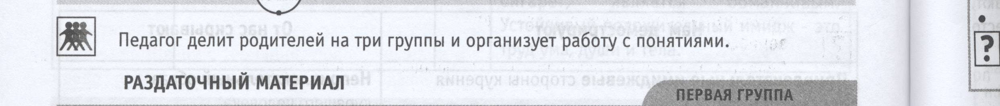 Педагог делит родителей на три группы и организует работу с понятиями.
РАЗДАТОЧНЫЙ МАТЕРИАЛ
ПЕРВАЯ ГРУППА
?